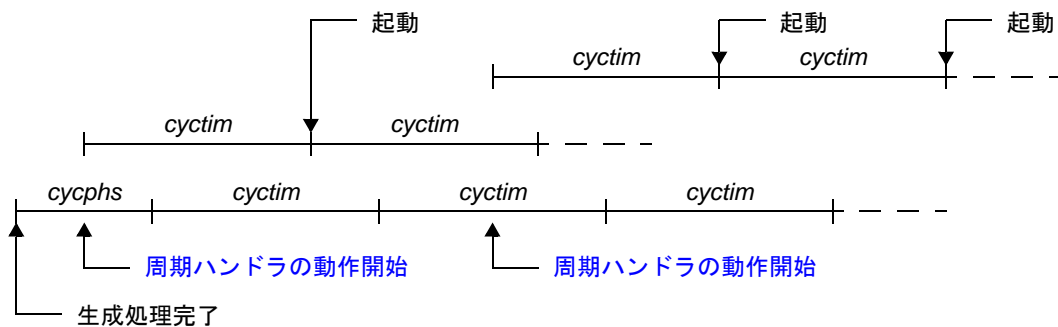 起動
起動
起動
cyctim
cyctim
cyctim
cyctim
cycphs
cyctim
cyctim
cyctim
周期ハンドラの動作開始
周期ハンドラの動作開始
生成処理完了